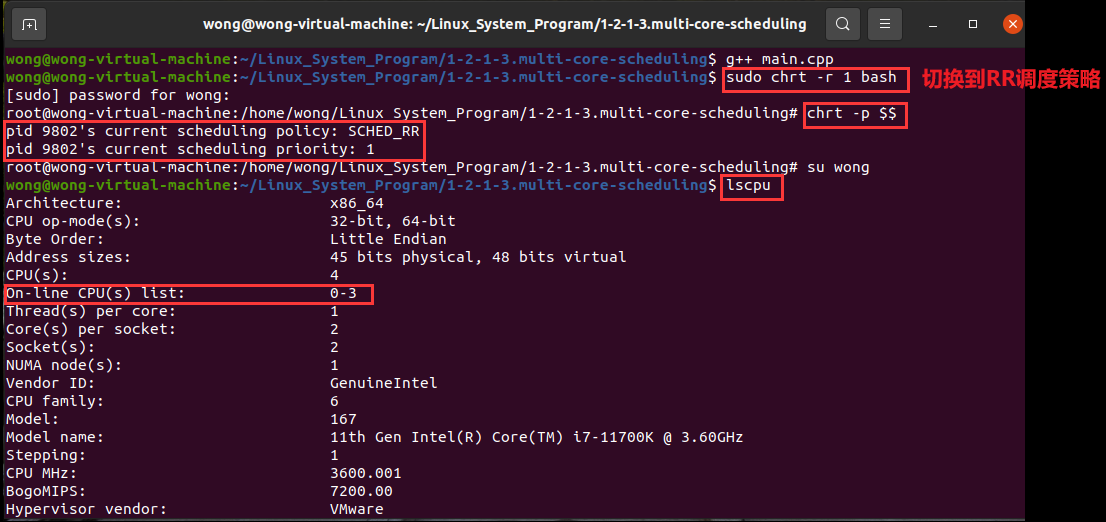 wong@wong-virtual-machine: ~/Linux_System_Program/1-2-1-3.multi-core-scheduling
wong@wong-virtual-machine:~/Linux_System_Program/1-2-1-3.multi-core-scheduling$ g++ main.cpp
wong@wong-virtual-machine:~/Linux_System_Program/1-2-1-3.multi-core-scheduling$ sudo chrt -r 1 bash 切换到RR调度策略
[sudo] password for wong:
root@wong-virtual-machine:/home/wong/Linux_System_Program/1-2-1-3.multi-core-scheduling# chrt -p $$
pid 9802's current scheduling policy: SCHED_RR
pid 9802's current scheduling priority: 1
root@wong-virtual-machine:/home/wong/Linux_System_Program/1-2-1-3.multi-core-scheduling# su wong
wong@wong-virtual-machine:~/Linux_System_Program/1-2-1-3.multi-core-scheduling$ lscpu
Architecture: x86_64
CPU op-mode(s): 32-bit, 64-bit
Byte Order: Little Endian
Address sizes: 45 bits physical, 48 bits virtual
CPU(s): 4
On-line CPU(s) list: 0-3
Thread(s) per core: 1
Core(s) per socket: 2
Socket(s): 2
NUMA node(s): 1
Vendor ID: GenuineIntel
CPU family: 6
Model: 167
Model name: 11th Gen Intel(R) Core(TM) i7-11700K @ 3.60GHz
Stepping: 1
CPU MHz: 3600.001
BogoMIPS: 7200.00
Hypervisor vendor: VMware